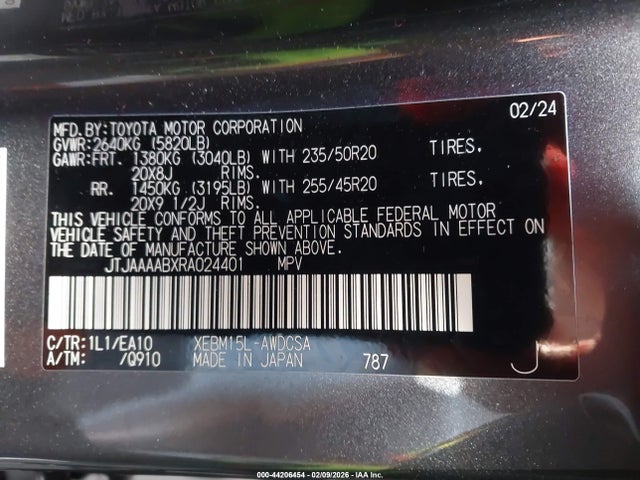 02/24
MFD.BY:TOYOTA MOTOR CORPORATION
GVWR:2640KG (5820LB)
GAWR:FRT. 1380KG (3040LB) WITH 235/50R20 TIRES,
20X8J RIMS.
RR. 1450KG (3195LB) WITH 255/45R20 TIRES,
20X9 1/2J RIMS.
THIS VEHICLE CONFORMS TO ALL APPLICABLE FEDERAL MOTOR
VEHICLE SAFETY AND THEFT PREVENTION STANDARDS IN EFFECT ON
THE DATE OF MANUFACTURE SHOWN ABOVE.
JTJAAAABXRA024401 MPV
C/TR:1L1/EA10 XEBM15L-AWDCSA
A/TM: /Q910 MADE IN JAPAN 787 J
000-44206454 - 02/09/2026 - IAA Inc.